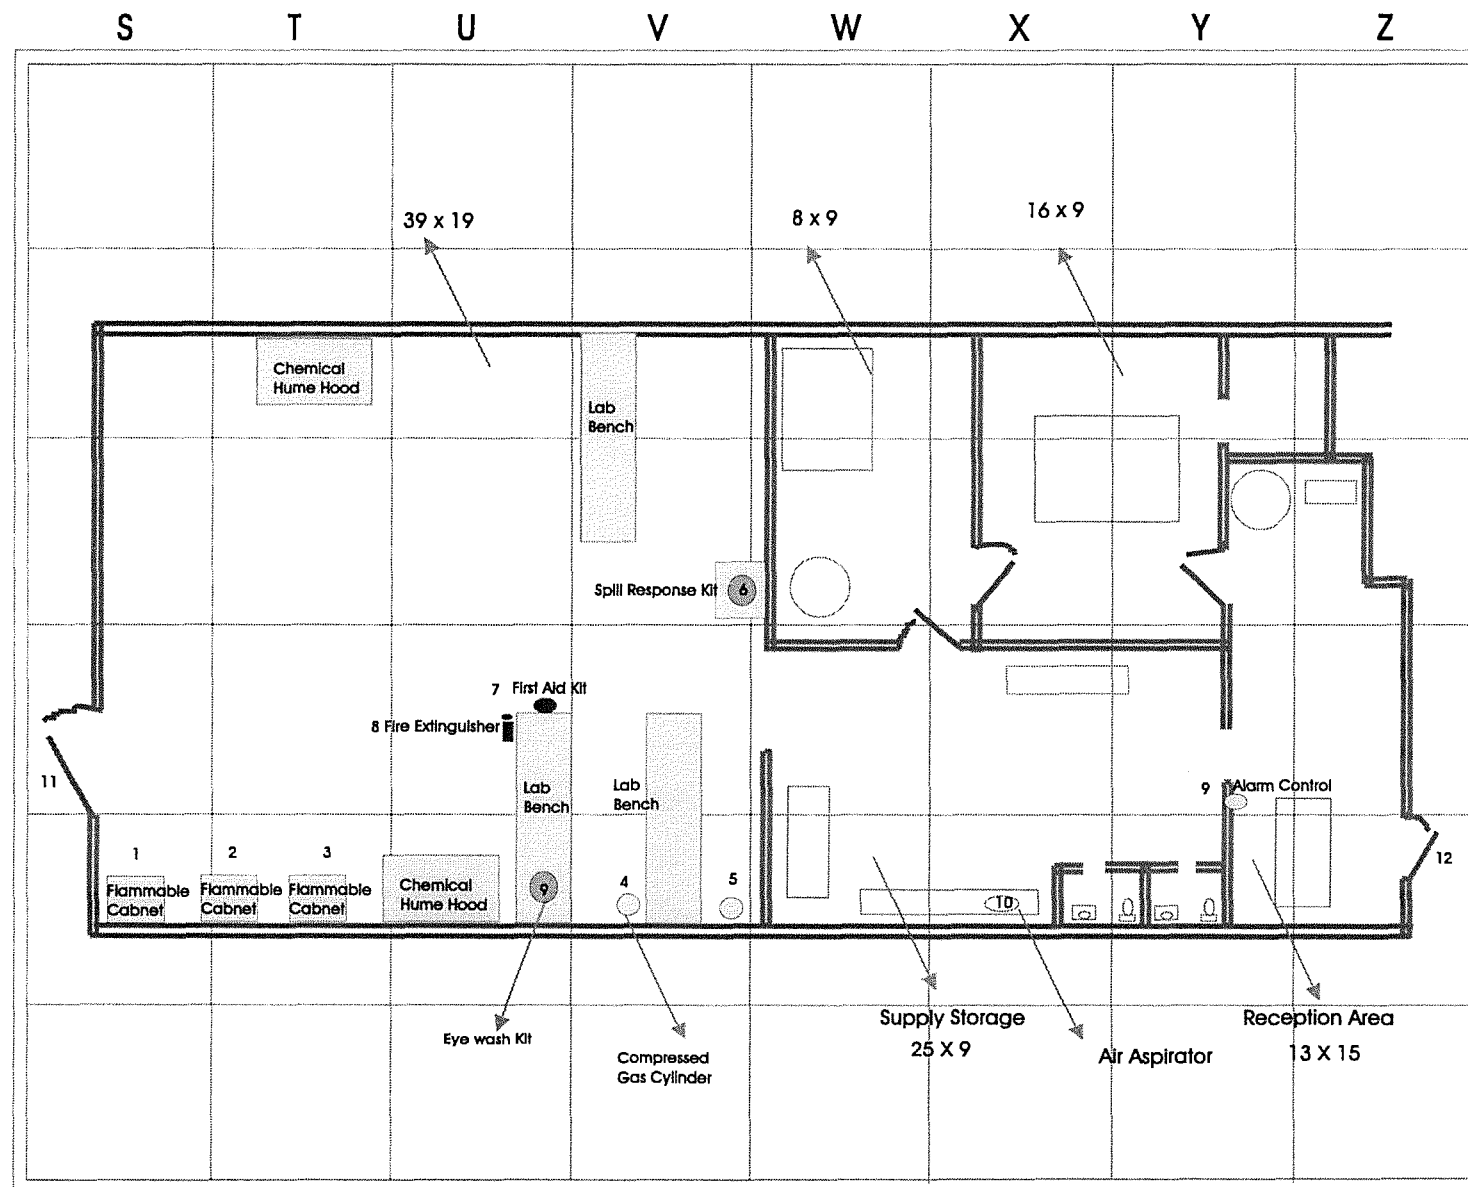 S T U V W X Y Z
39 x 19
8 x 9
16 x 9
Chemical
Hume Hood
Lab
Bench
Spill Response Kit
6
7 First Aid Kit
8 Fire Extinguisher
11
Lab
Bench
Lab
Bench
9 Alarm Control
12
1
Flammable
Cabnet
2
Flammable
Cabnet
3
Flammable
Cabnet
Chemical
Hume Hood
9
4
5
TD
Eye wash Kit
Compressed
Gas Cylinder
Supply Storage
25 X 9
Air Aspirator
Reception Area
13 X 15